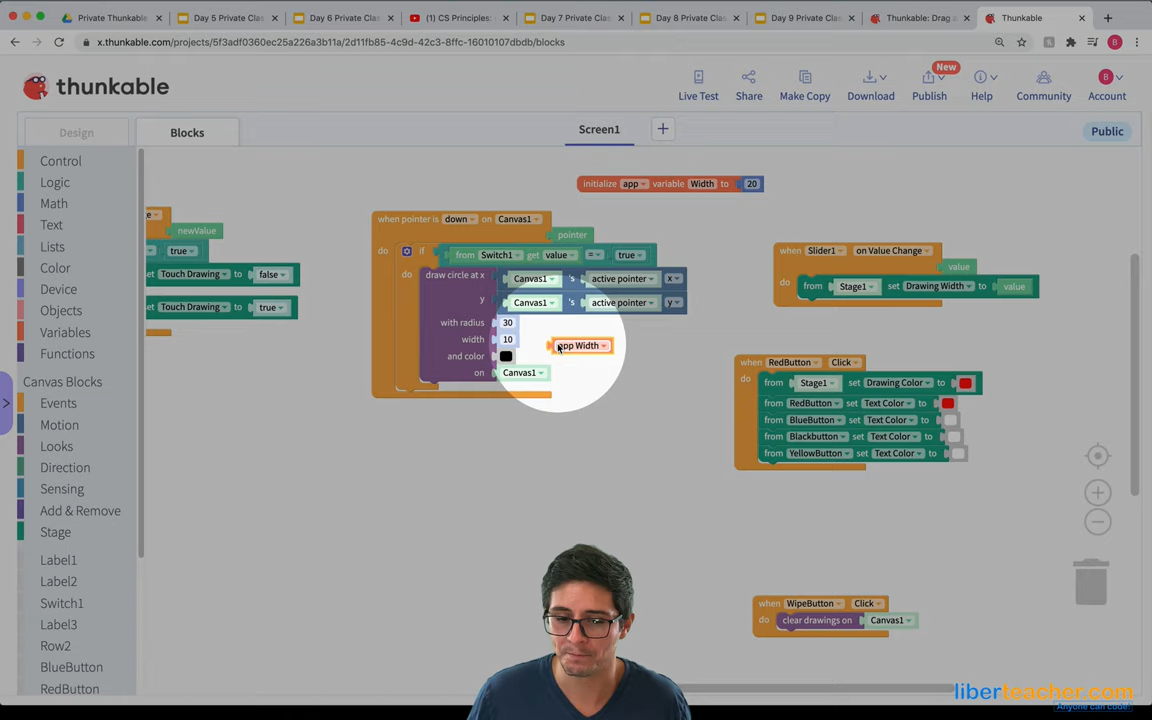 Private Thunkable
Day 5 Private Clas
Day 6 Private Clas
(1) CS Principles:
Day 7 Private Clas
Day 8 Private Clas
Day 9 Private Clas
Thunkable: Drag a
Thunkable
x.thunkable.com/projects/5f3adf0360ec25a226a3b11a/2d11fb85-4c9d-42c3-8ffc-16010107dbdb/blocks
B
thunkable
New
B
Live Test
Share
Make Copy
Download
Publish
Help
Community
Account
Design
Blocks
Screen1
Public
Control
Logic
Math
Text
Lists
Color
Device
Objects
Variables
Functions
Canvas Blocks
Events
Motion
Looks
Direction
Sensing
Add & Remove
Stage
Label1
Label2
Switch1
Label3
Row2
BlueButton
RedButton
e
newValue
true
et Touch Drawing to false
et Touch Drawing to true
initialize app variable Width to 20
when pointer is down on Canvas1
pointer
do if from Switch1 get value = true
do draw circle at x Canvas1 's active pointer x
y Canvas1 's active pointer y
with radius 30
width 10
app Width
and color
on Canvas1
when Slider1 on Value Change
value
do from Stage1 set Drawing Width to value
when RedButton Click
do from Stage1 set Drawing Color to
from RedButton set Text Color to
from BlueButton set Text Color to
from Blackbutton set Text Color to
from YellowButton set Text Color to
when WipeButton Click
do clear drawings on Canvas1
liberteacher.com
Anyone can code!